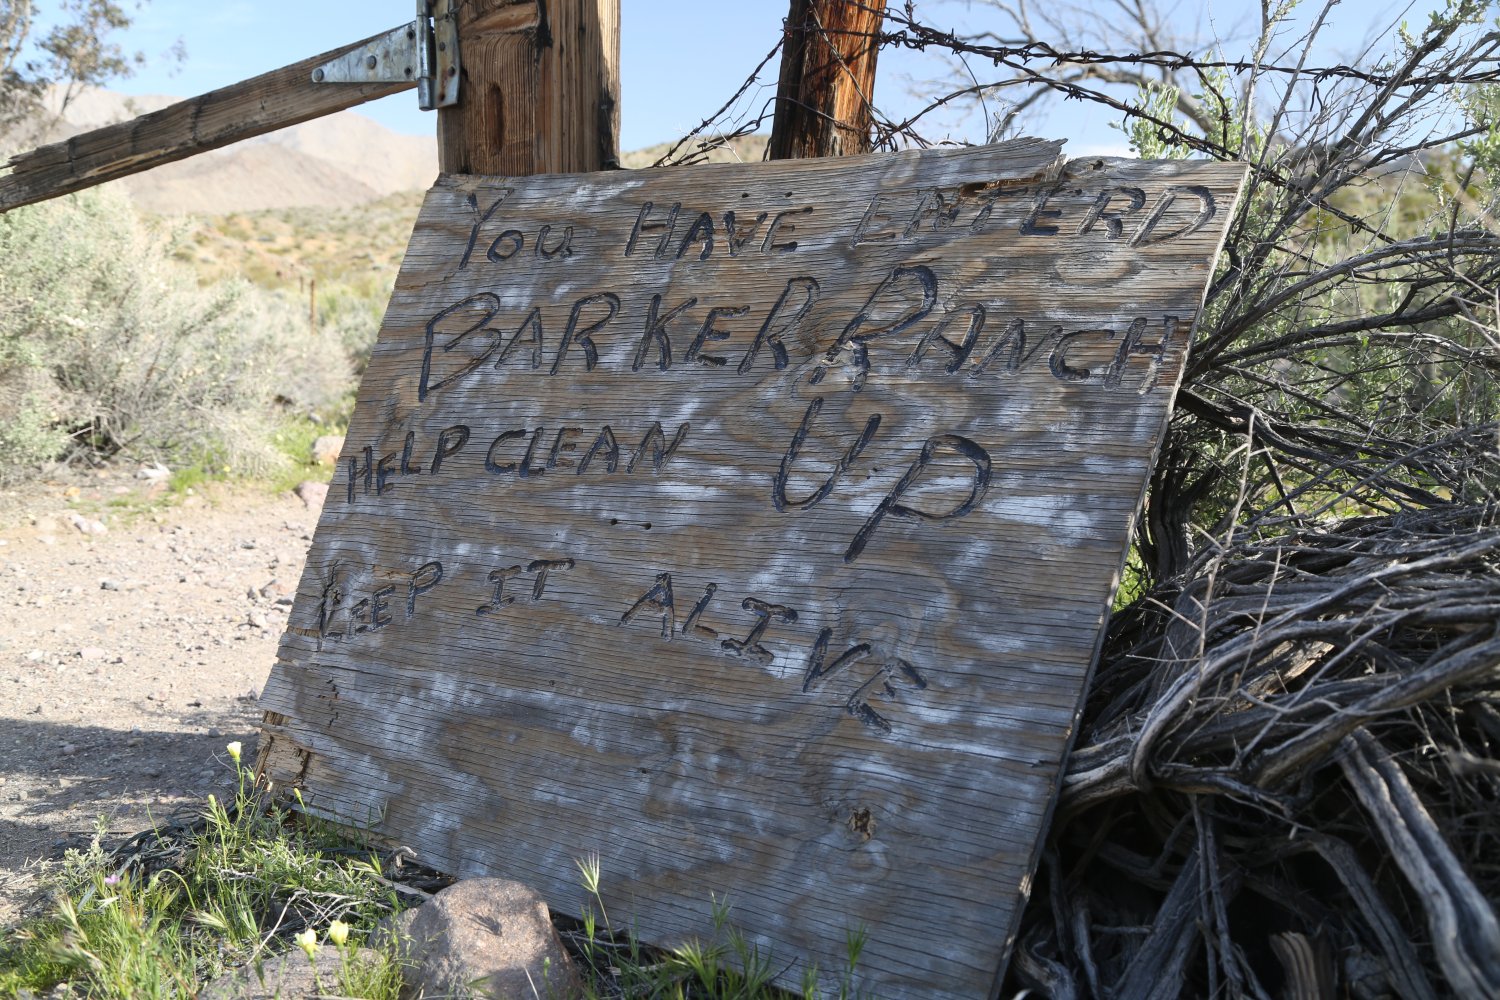 You HAVE ENTERD
BARKER RANCH
HELP CLEAN UP
KEEP IT ALIVE